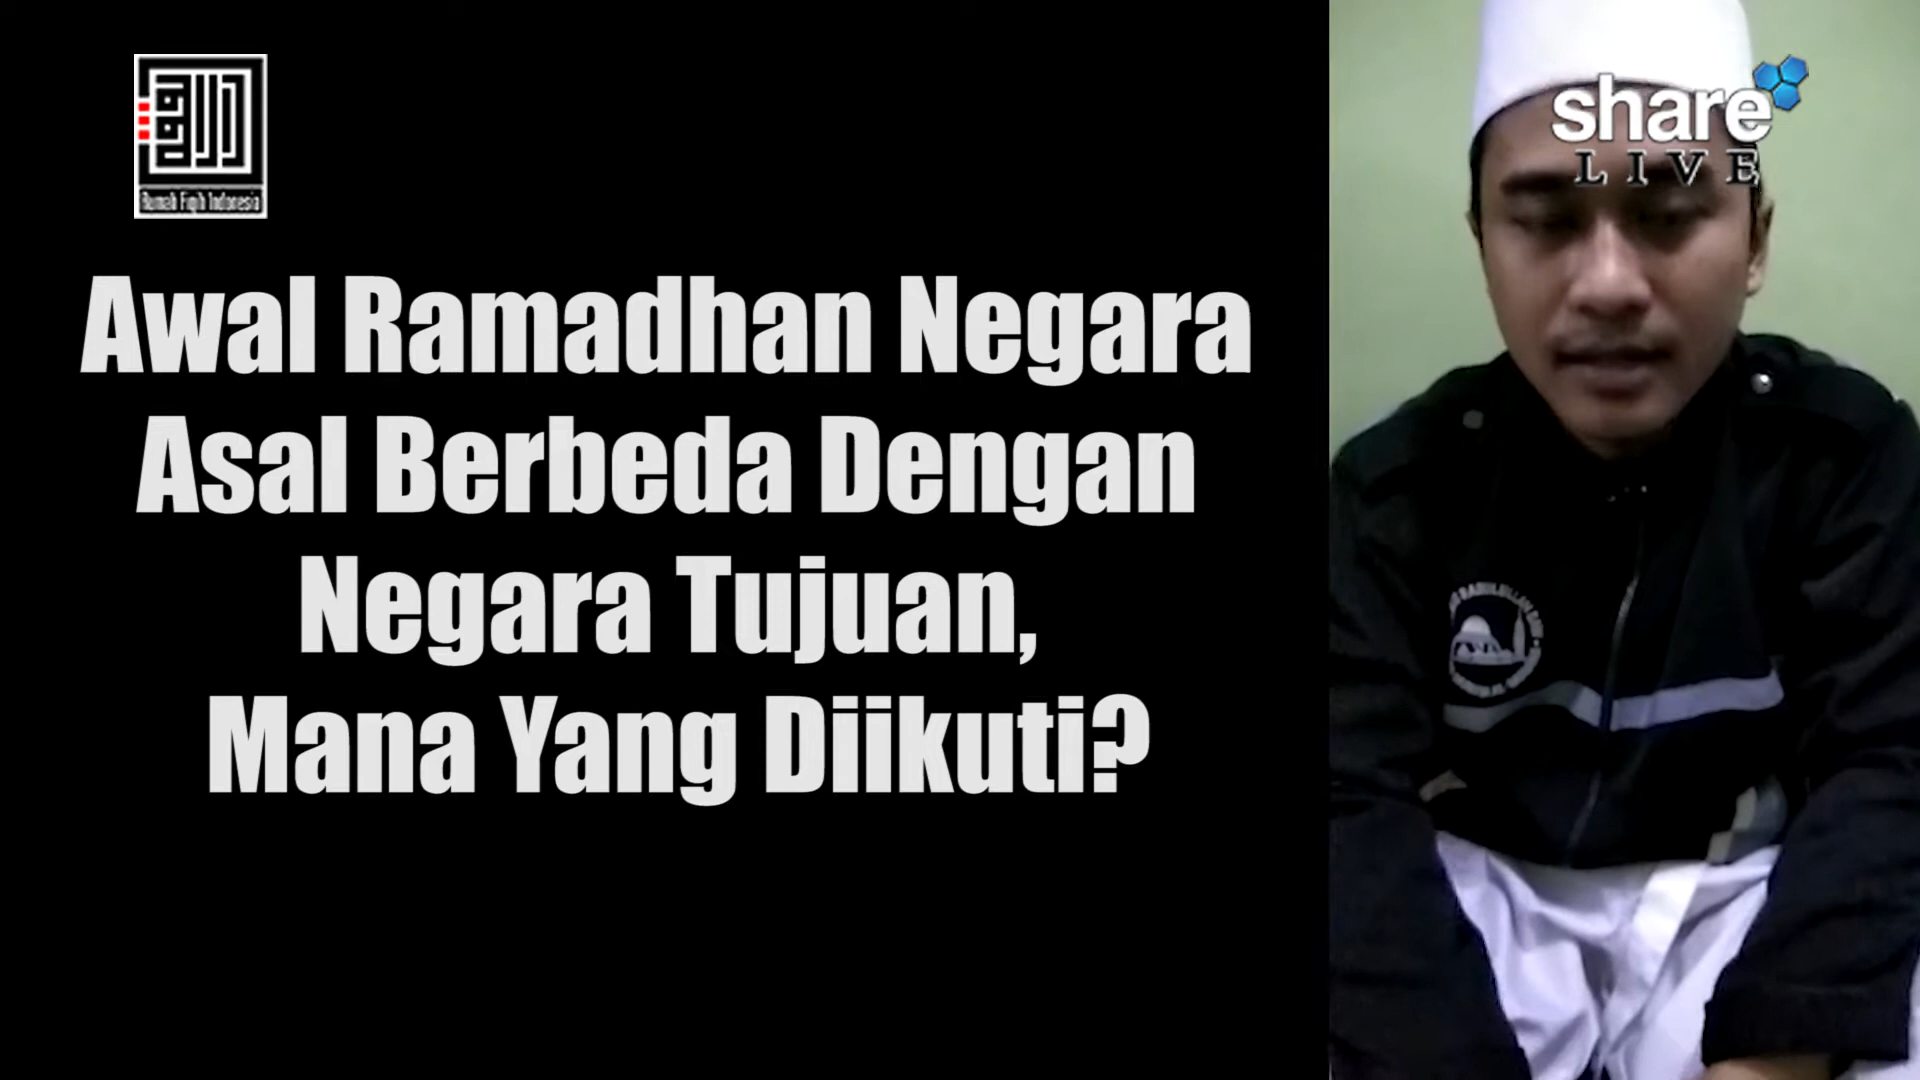 Rumah Fiqih Indonesia
share
LIVE
Awal Ramadhan Negara
Asal Berbeda Dengan
Negara Tujuan,
Mana Yang Diikuti?